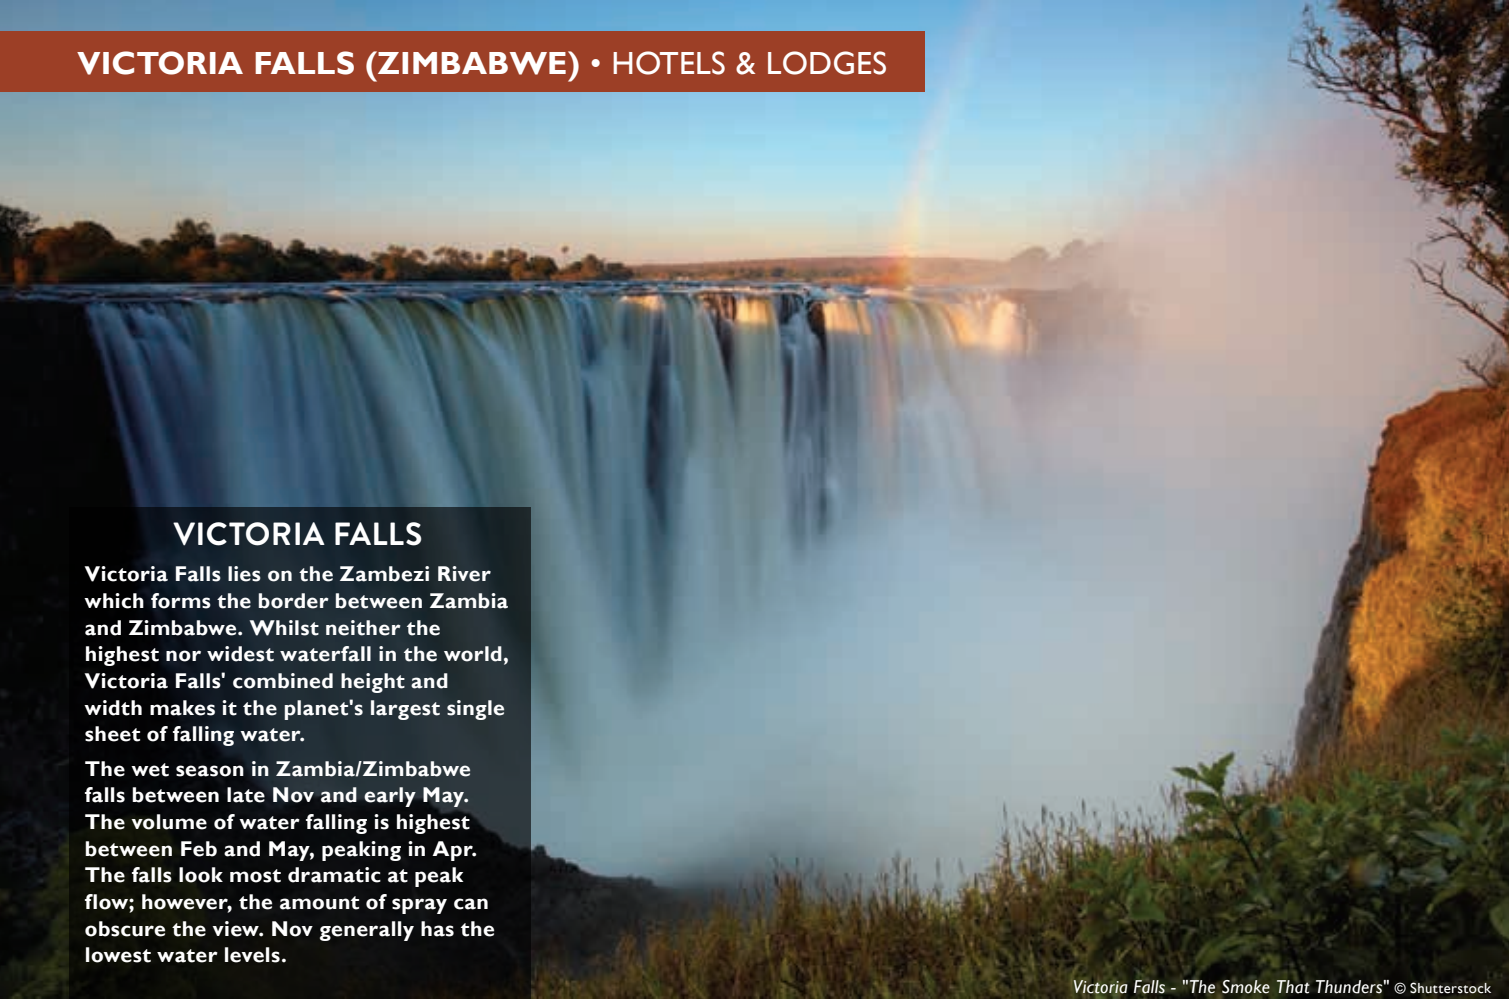 VICTORIA FALLS (ZIMBABWE) • HOTELS & LODGES
VICTORIA FALLS
Victoria Falls lies on the Zambezi River
which forms the border between Zambia
and Zimbabwe. Whilst neither the
highest nor widest waterfall in the world,
Victoria Falls' combined height and
width makes it the planet's largest single
sheet of falling water.
The wet season in Zambia/Zimbabwe
falls between late Nov and early May.
The volume of water falling is highest
between Feb and May, peaking in Apr.
The falls look most dramatic at peak
flow; however, the amount of spray can
obscure the view. Nov generally has the
lowest water levels.
Victoria Falls - "The Smoke That Thunders" © Shutterstock